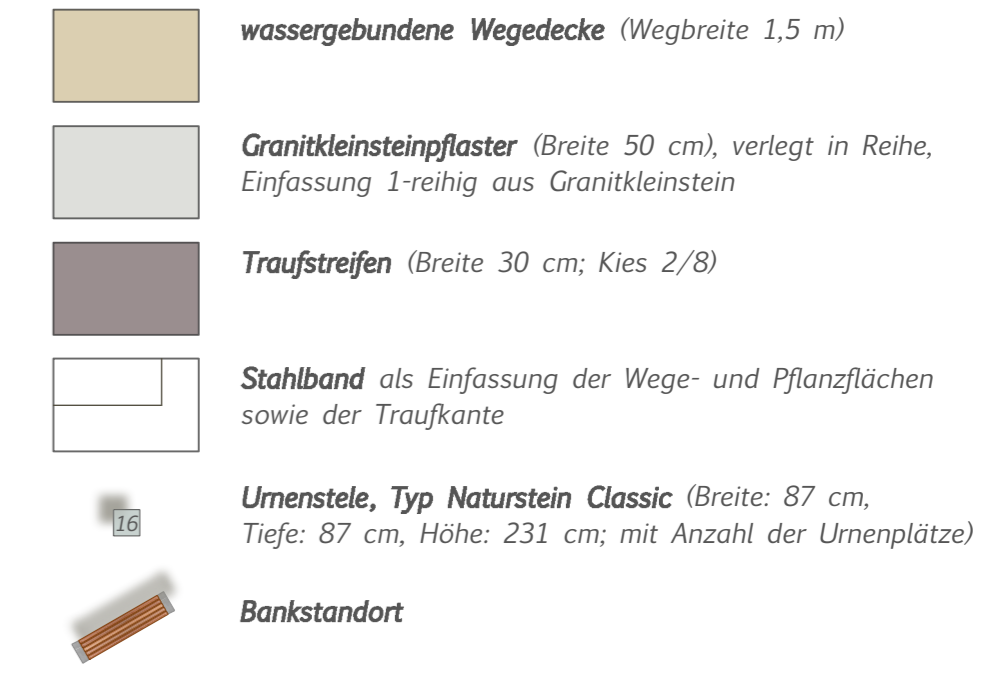 wassergebundene Wegedecke (Wegbreite 1,5 m)
Granitkleinsteinpflaster (Breite 50 cm), verlegt in Reihe,
Einfassung 1-reihig aus Granitkleinstein
Traufstreifen (Breite 30 cm; Kies 2/8)
Stahlband als Einfassung der Wege- und Pflanzflächen
sowie der Traufkante
16
Urnenstele, Typ Naturstein Classic (Breite: 87 cm,
Tiefe: 87 cm, Höhe: 231 cm; mit Anzahl der Urnenplätze)
Bankstandort